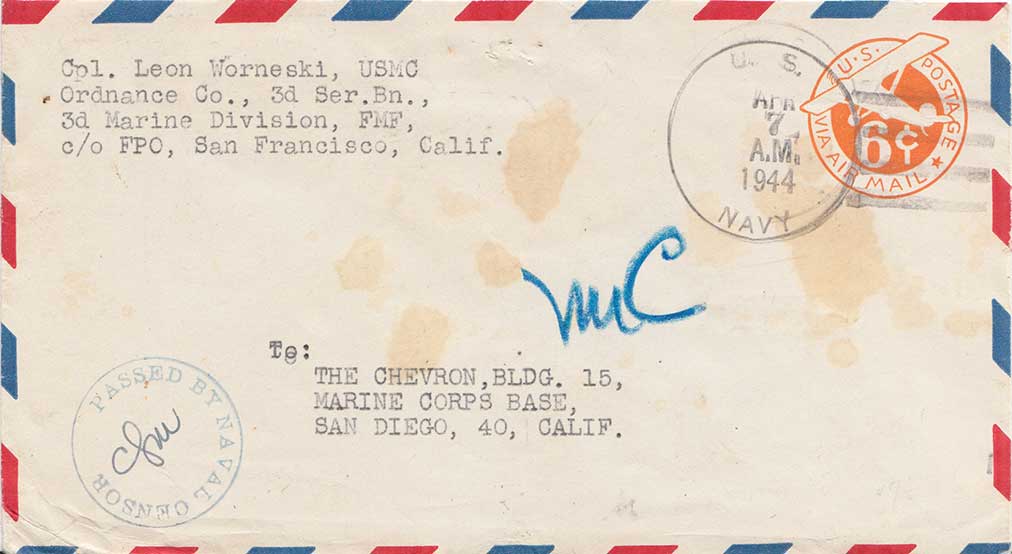 Cpl. Leon Worneski, USMC
Ordnance Co., 3d Ser.Bn.,
3d Marine Division, FMF,
c/o FPO, San Francisco, Calif.
U. S.
APR
7
A.M.
1944
NAVY
U.S. POSTAGE
6¢
VIA AIR MAIL
MC
To:
THE CHEVRON,BLDG. 15,
MARINE CORPS BASE,
SAN DIEGO, 40, CALIF.
PASSED BY NAVAL CENSOR